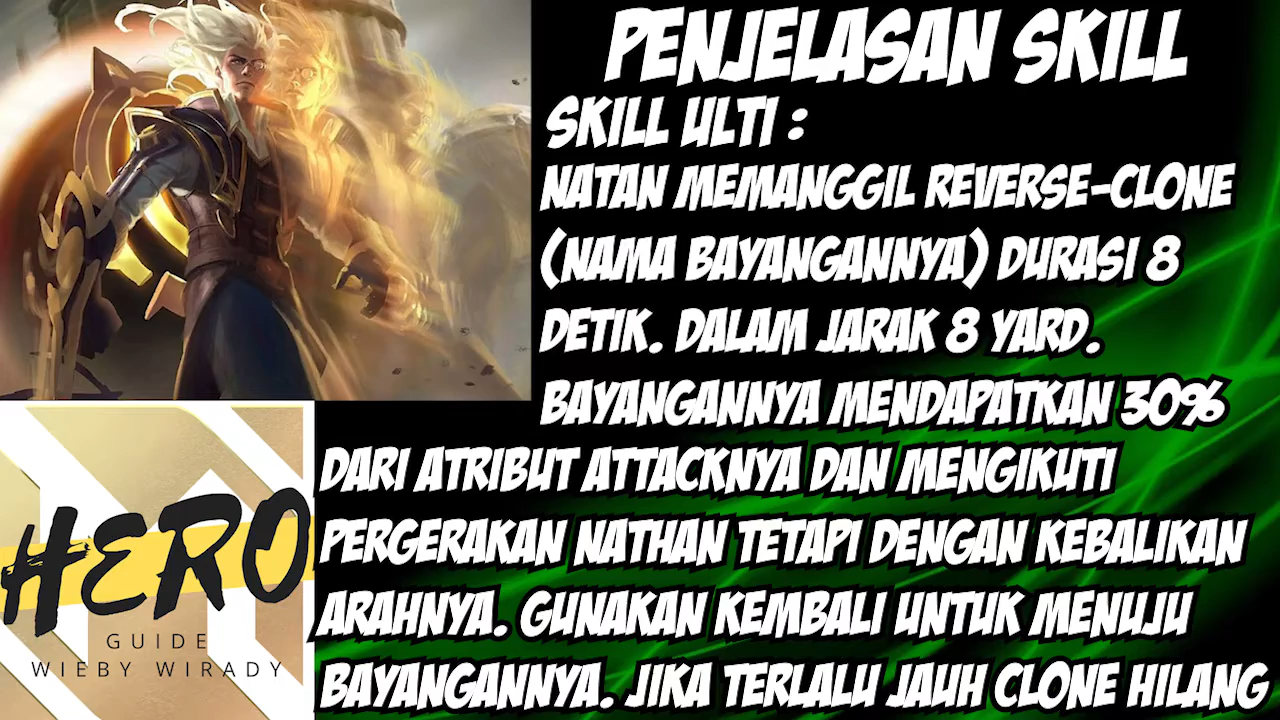 PENJELASAN SKILL
SKILL ULTI :
NATAN MEMANGGIL REVERSE-CLONE
(NAMA BAYANGANNYA) DURASI 8
DETIK. DALAM JARAK 8 YARD.
BAYANGANNYA MENDAPATKAN 30%
DARI ATRIBUT ATTACKNYA DAN MENGIKUTI
PERGERAKAN NATHAN TETAPI DENGAN KEBALIKAN
ARAHNYA. GUNAKAN KEMBALI UNTUK MENUJU
BAYANGANNYA. JIKA TERLALU JAUH CLONE HILANG
HERO
GUIDE
WIEBY WIRADY